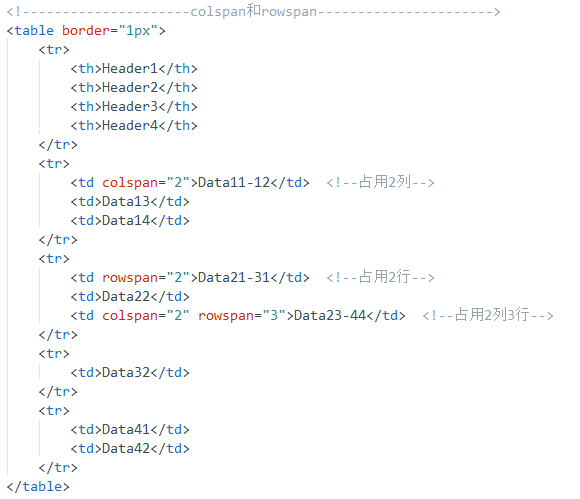 <!---------------------colspan和rowspan---------------------->
<table border="1px">
    <tr>
        <th>Header1</th>
        <th>Header2</th>
        <th>Header3</th>
        <th>Header4</th>
    </tr>
    <tr>
        <td colspan="2">Data11-12</td>  <!--占用2列-->
        <td>Data13</td>
        <td>Data14</td>
    </tr>
    <tr>
        <td rowspan="2">Data21-31</td>  <!--占用2行-->
        <td>Data22</td>
        <td colspan="2" rowspan="3">Data23-44</td>  <!--占用2列3行-->
    </tr>
    <tr>
        <td>Data32</td>
    </tr>
    <tr>
        <td>Data41</td>
        <td>Data42</td>
    </tr>
</table>